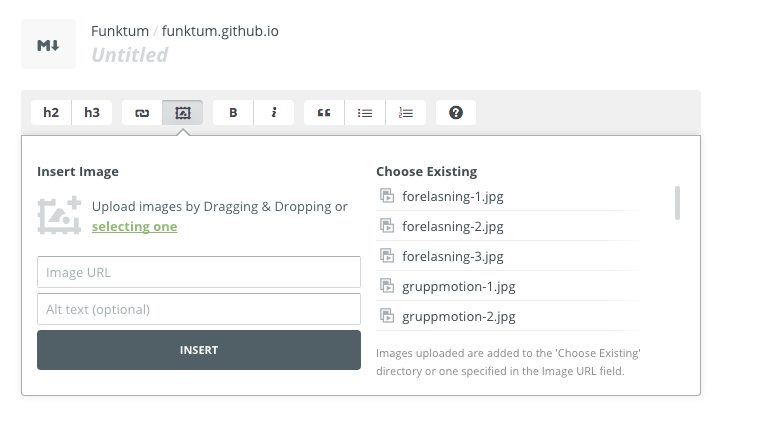 M↓
Funktum / funktum.github.io
Untitled
h2 h3 B i “ ?
Insert Image
Upload images by Dragging & Dropping or
selecting one
Image URL
Alt text (optional)
INSERT
Choose Existing
forelasning-1.jpg
forelasning-2.jpg
forelasning-3.jpg
gruppmotion-1.jpg
gruppmotion-2.jpg
Images uploaded are added to the 'Choose Existing'
directory or one specified in the Image URL field.